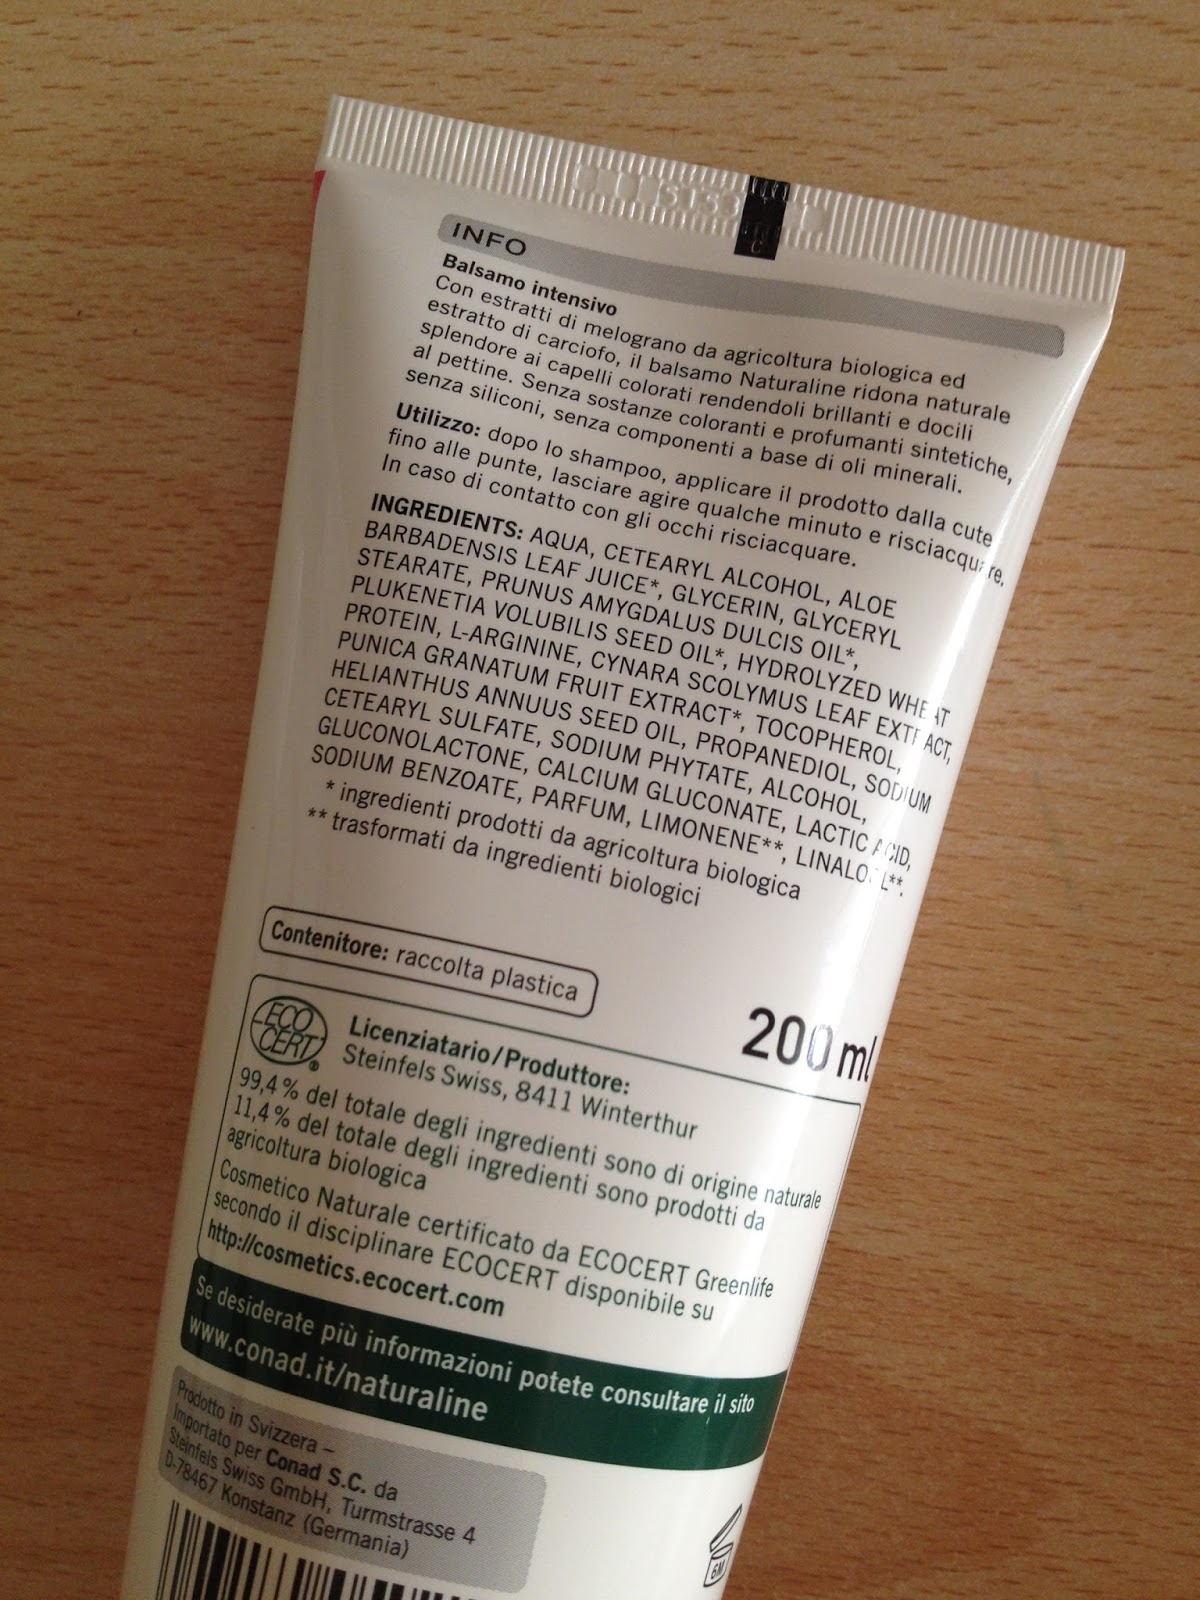 INFO
Balsamo intensivo
Con estratti di melograno da agricoltura biologica ed
estratto di carciofo, il balsamo Naturaline ridona naturale
splendore ai capelli colorati rendendoli brillanti e docili
al pettine. Senza sostanze coloranti e profumanti sintetiche,
senza siliconi, senza componenti a base di oli minerali.
Utilizzo: dopo lo shampoo, applicare il prodotto dalla cute
fino alle punte, lasciare agire qualche minuto e risciacquare.
In caso di contatto con gli occhi risciacquare.
INGREDIENTS: AQUA, CETEARYL ALCOHOL, ALOE
BARBADENSIS LEAF JUICE*, GLYCERIN, GLYCERYL
STEARATE, PRUNUS AMYGDALUS DULCIS OIL*,
PLUKENETIA VOLUBILIS SEED OIL*, HYDROLYZED WHEAT
PROTEIN, L-ARGININE, CYNARA SCOLYMUS LEAF EXTRACT,
PUNICA GRANATUM FRUIT EXTRACT*, TOCOPHEROL,
HELIANTHUS ANNUUS SEED OIL, PROPANEDIOL, SODIUM
CETEARYL SULFATE, SODIUM PHYTATE, ALCOHOL,
GLUCONOLACTONE, CALCIUM GLUCONATE, LACTIC ACID,
SODIUM BENZOATE, PARFUM, LIMONENE**, LINALOOL**.
* ingredienti prodotti da agricoltura biologica
** trasformati da ingredienti biologici
Contenitore: raccolta plastica
200 ml
ECO
CERT®
Licenziatario/Produttore:
Steinfels Swiss, 8411 Winterthur
99,4 % del totale degli ingredienti sono di origine naturale
11,4 % del totale degli ingredienti sono prodotti da
agricoltura biologica
Cosmetico Naturale certificato da ECOCERT Greenlife
secondo il disciplinare ECOCERT disponibile su
http://cosmetics.ecocert.com
Se desiderate più informazioni potete consultare il sito
www.conad.it/naturaline
Prodotto in Svizzera –
Importato per Conad S.C. da
Steinfels Swiss GmbH, Turmstrasse 4
D-78467 Konstanz (Germania)
6M